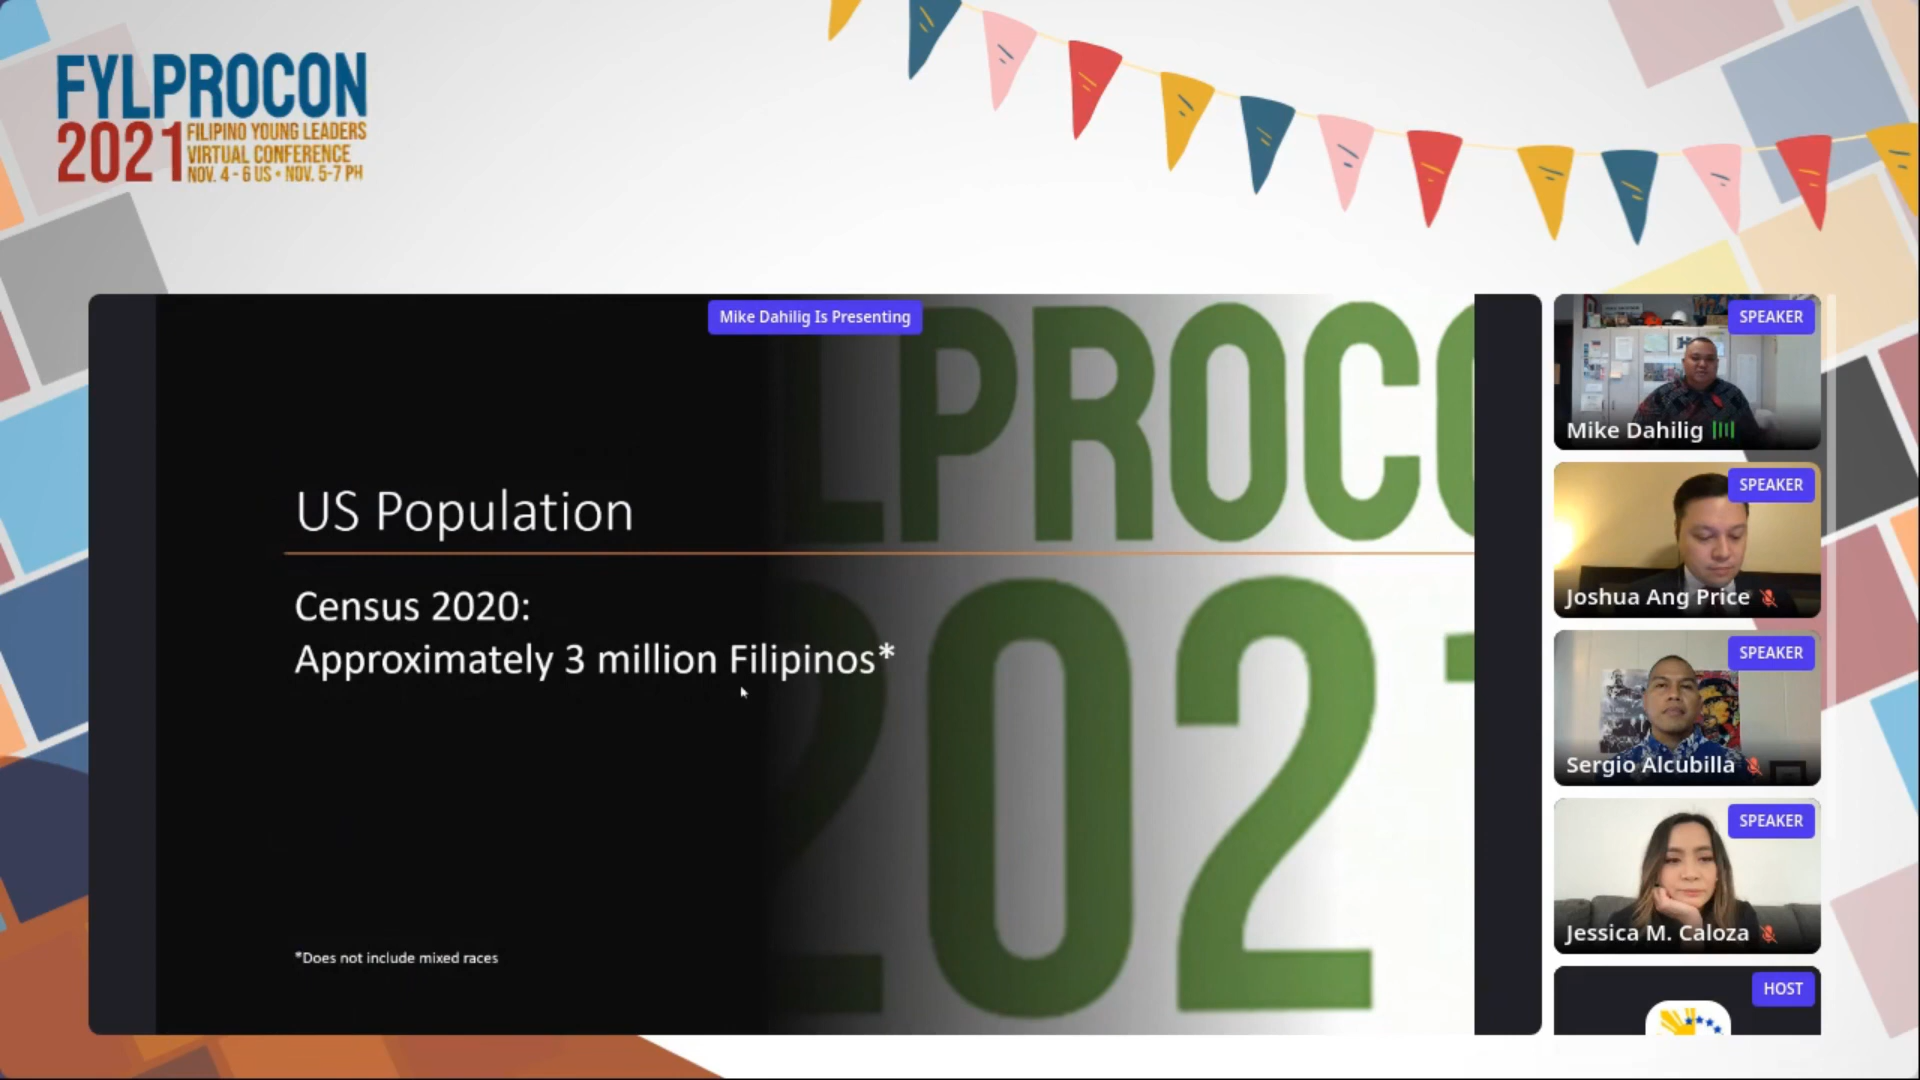 FYLPROCON
2021
FILIPINO YOUNG LEADERS
VIRTUAL CONFERENCE
NOV. 4 - 6 US • NOV. 5-7 PH
Mike Dahilig Is Presenting
LPROCO
2021
US Population
Census 2020:
Approximately 3 million Filipinos*
*Does not include mixed races
SPEAKER
Mike Dahilig
SPEAKER
Joshua Ang Price
SPEAKER
Sergio Alcubilla
SPEAKER
Jessica M. Caloza
HOST